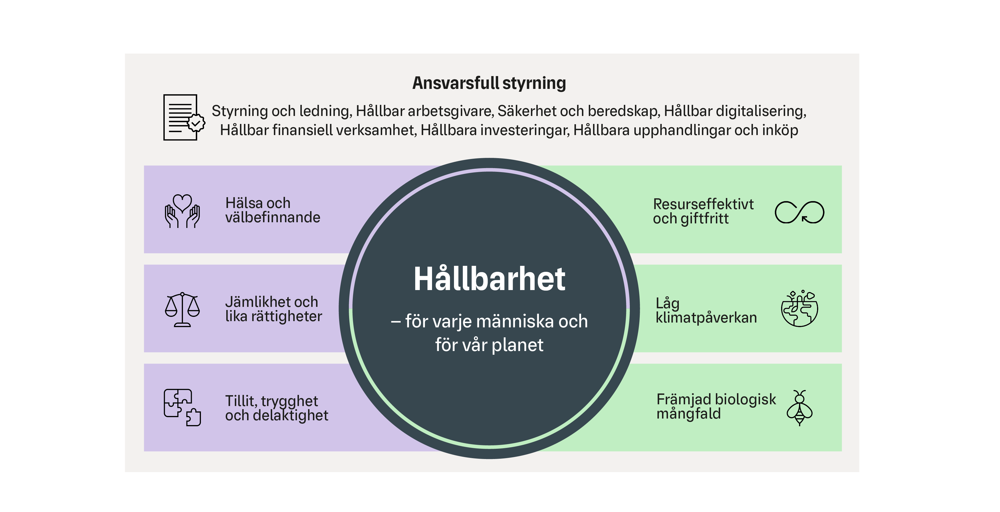 Ansvarsfull styrning
Styrning och ledning, Hållbar arbetsgivare, Säkerhet och beredskap, Hållbar digitalisering,
Hållbar finansiell verksamhet, Hållbara investeringar, Hållbara upphandlingar och inköp
Hälsa och
välbefinnande
Jämlikhet och
lika rättigheter
Tillit, trygghet
och delaktighet
Hållbarhet
– för varje människa och
för vår planet
Resurseffektivt
och giftfritt
Låg
klimatpåverkan
Främjad biologisk
mångfald